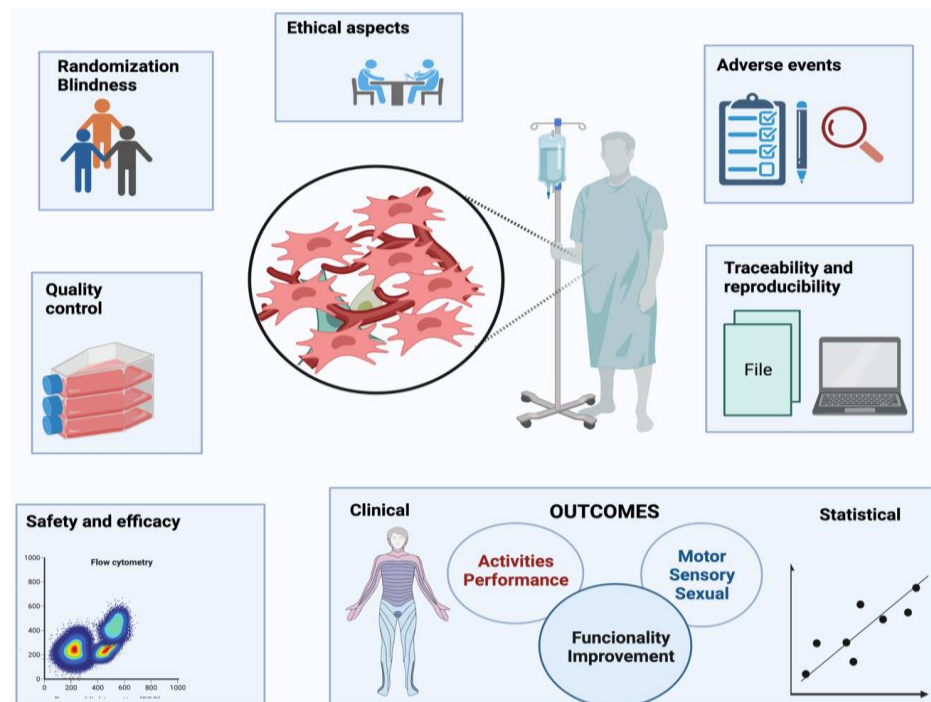 Ethical aspects
Randomization
Blindness
Adverse events
Quality
control
Traceability and
reproducibility
File
Safety and efficacy
Flow cytometry
1000
800
600
400
200
0
0 200 400 600 800 1000
Clinical
OUTCOMES
Statistical
Activities
Performance
Motor
Sensory
Sexual
Funcionality
Improvement